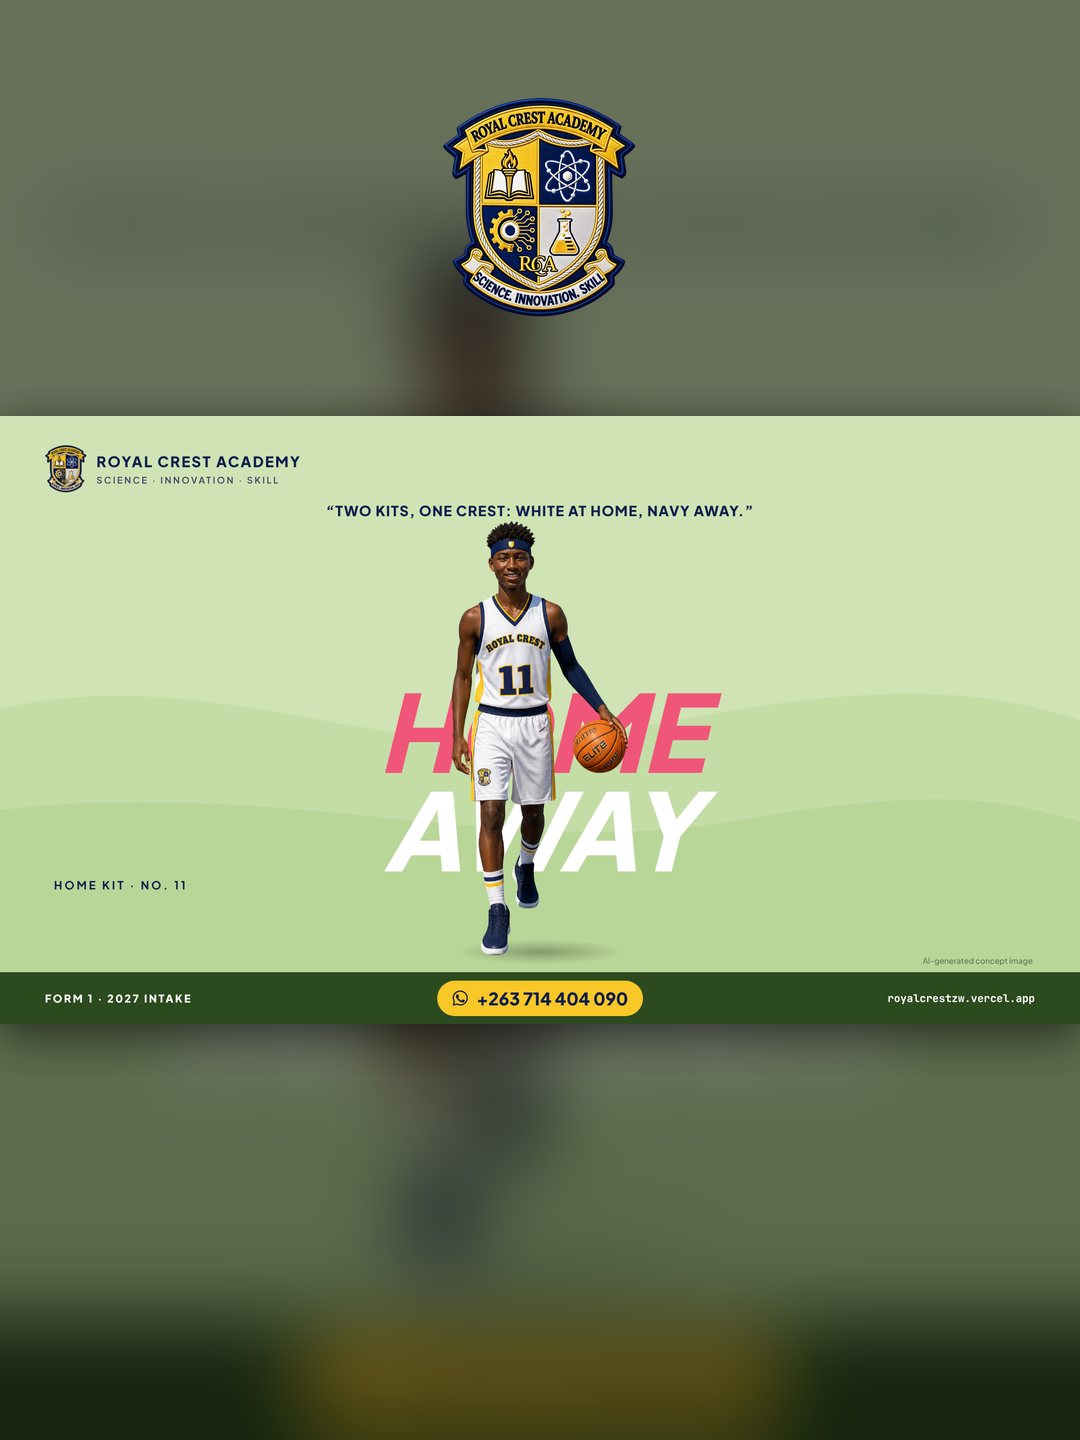 ROYAL CREST ACADEMY
RCA
SCIENCE. INNOVATION. SKILL
ROYAL CREST ACADEMY
SCIENCE · INNOVATION · SKILL
“TWO KITS, ONE CREST: WHITE AT HOME, NAVY AWAY.”
ROYAL CREST
11
HOME
ELITE
AWAY
HOME KIT · NO. 11
AI-generated concept image
FORM 1 · 2027 INTAKE
+263 714 404 090
royalcrestzw.vercel.app